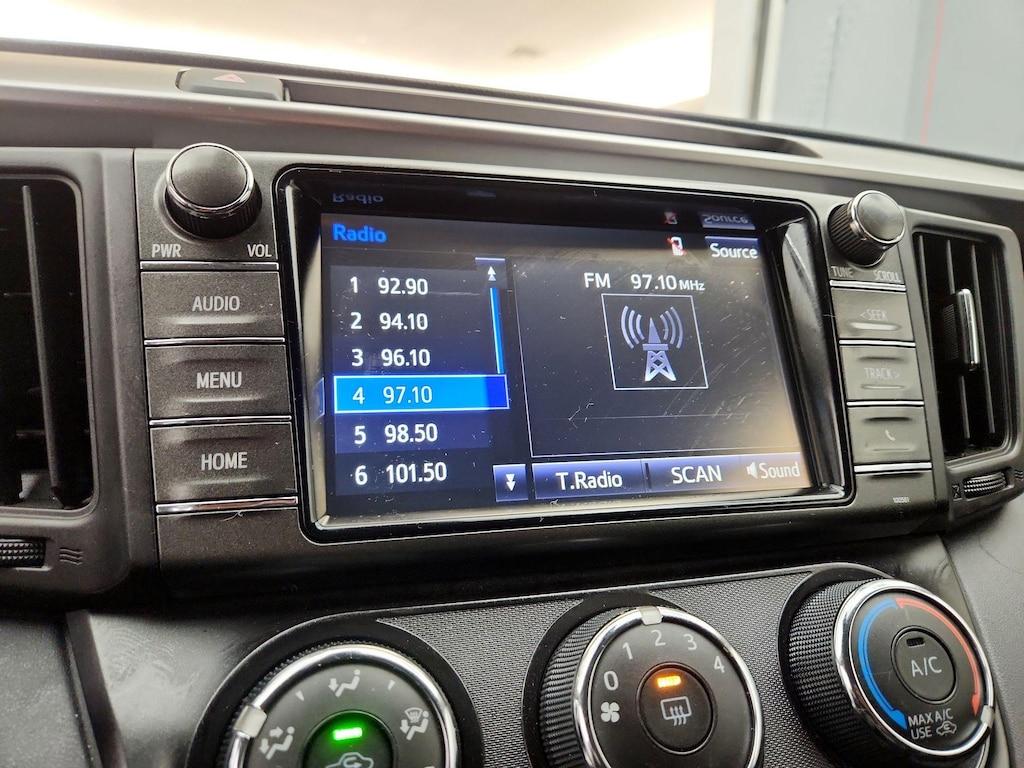 PWR VOL
AUDIO
MENU
HOME
Radio
Source
Radio
Source
1 92.90
2 94.10
3 96.10
4 97.10
5 98.50
6 101.50
FM 97.10 MHz
T.Radio SCAN Sound
TUNE SCROLL
<SEEK
TRACK>
0 1 2 3 4
A/C
MAX A/C
USE